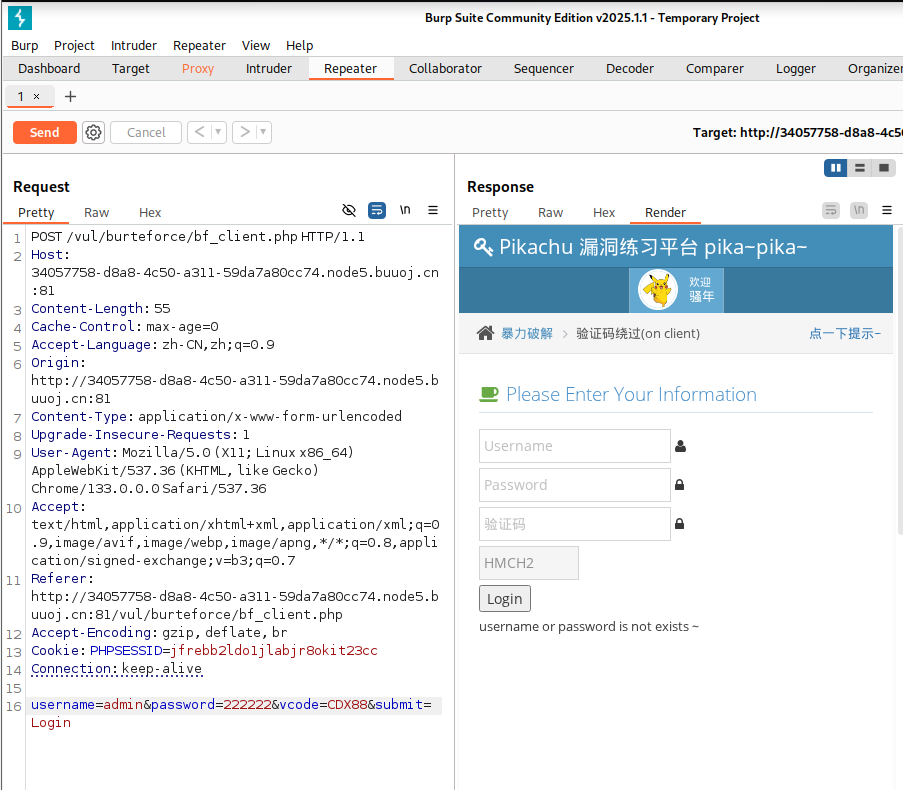 Burp Suite Community Edition v2025.1.1 - Temporary Project
Burp Project Intruder Repeater View Help
Dashboard Target Proxy Intruder Repeater Collaborator Sequencer Decoder Comparer Logger Organizer
1 × +
Send Cancel < >
Target: http://34057758-d8a8-4c50
Request
Pretty Raw Hex \n
1 POST /vul/burteforce/bf_client.php HTTP/1.1
2 Host:
34057758-d8a8-4c50-a311-59da7a80cc74.node5.buuoj.cn
:81
3 Content-Length: 55
4 Cache-Control: max-age=0
5 Accept-Language: zh-CN,zh;q=0.9
6 Origin:
http://34057758-d8a8-4c50-a311-59da7a80cc74.node5.b
uuoj.cn:81
7 Content-Type: application/x-www-form-urlencoded
8 Upgrade-Insecure-Requests: 1
9 User-Agent: Mozilla/5.0 (X11; Linux x86_64)
AppleWebKit/537.36 (KHTML, like Gecko)
Chrome/133.0.0.0 Safari/537.36
10 Accept:
text/html,application/xhtml+xml,application/xml;q=0
.9,image/avif,image/webp,image/apng,*/*;q=0.8,appli
cation/signed-exchange;v=b3;q=0.7
11 Referer:
http://34057758-d8a8-4c50-a311-59da7a80cc74.node5.b
uuoj.cn:81/vul/burteforce/bf_client.php
12 Accept-Encoding: gzip, deflate, br
13 Cookie: PHPSESSID=jfrebb2ldo1jlabjr8okit23cc
14 Connection: keep-alive
15
16 username=admin&password=222222&vcode=CDX88&submit=
Login
Response
Pretty Raw Hex Render \n
Pikachu 漏洞练习平台 pika~pika~
欢迎
骚年
暴力破解 > 验证码绕过(on client) 点一下提示~
Please Enter Your Information
Username
Password
验证码
HMCH2
Login
username or password is not exists ~